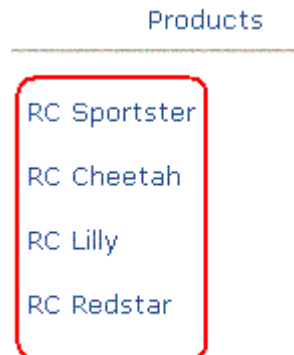 Products
RC Sportster
RC Cheetah
RC Lilly
RC Redstar